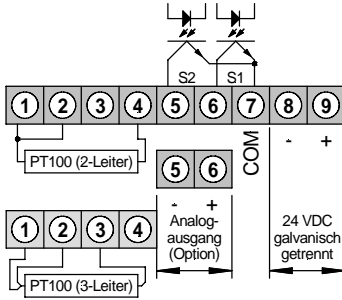 S2 S1
1 2 3 4 5 6 7 8 9
PT100 (2-Leiter)
COM
- +
5 6
- +
1 2 3 4
Analog-
ausgang
(Option)
24 VDC
galvanisch
getrennt
PT100 (3-Leiter)